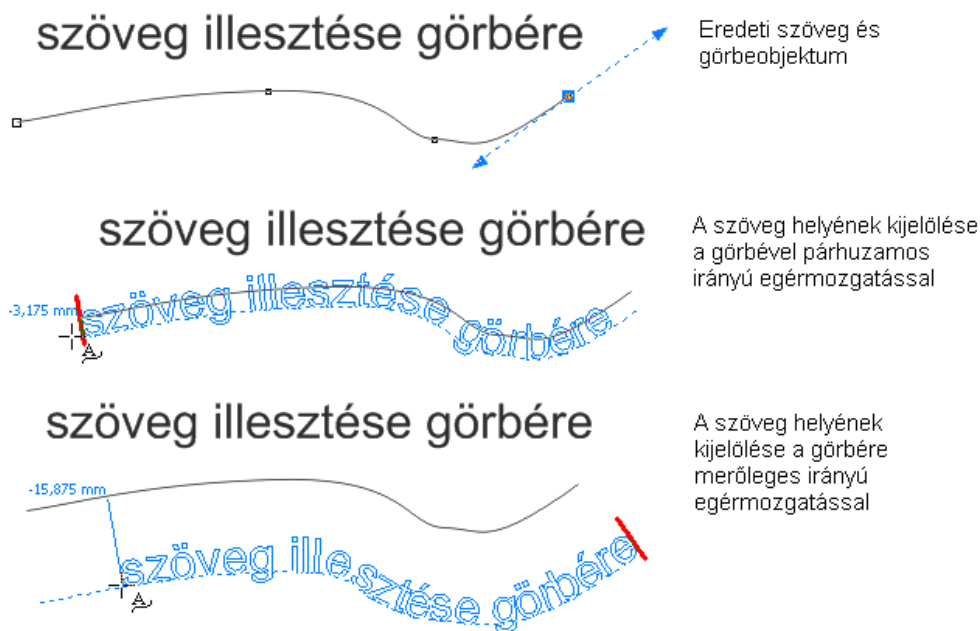 szöveg illesztése görbére
Eredeti szöveg és
görbeobjektum
szöveg illesztése görbére
A szöveg helyének kijelölése
a görbével párhuzamos
irányú egérmozgatással
-3,175 mm
szöveg illesztése görbére
szöveg illesztése görbére
A szöveg helyének
kijelölése a görbére
merőleges irányú
egérmozgatással
-15,875 mm
szöveg illesztése görbére